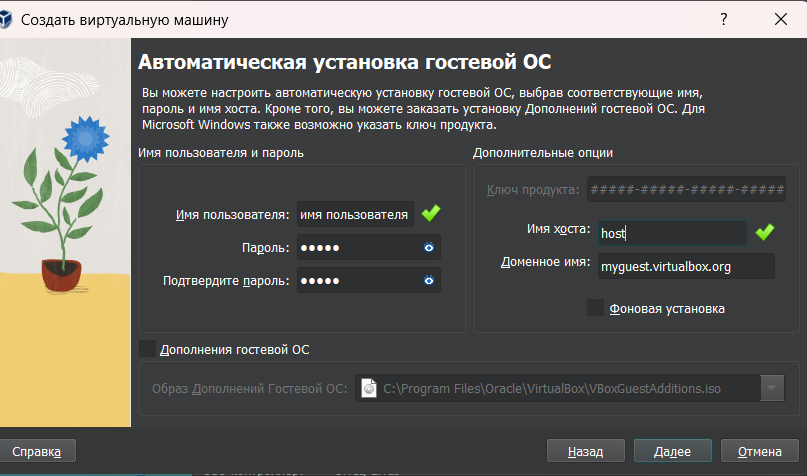 Создать виртуальную машину
?
Автоматическая установка гостевой ОС
Вы можете настроить автоматическую установку гостевой ОС, выбрав соответствующие имя,
пароль и имя хоста. Кроме того, вы можете заказать установку Дополнений гостевой ОС. Для
Microsoft Windows также возможно указать ключ продукта.
Имя пользователя и пароль
Имя пользователя: имя пользователя
Пароль: •••••
Подтвердите пароль: •••••
Дополнительные опции
Ключ продукта: #####-#####-#####-#####-#####
Имя хоста: host
Доменное имя: myguest.virtualbox.org
Фоновая установка
Дополнения гостевой ОС
Образ Дополнений Гостевой ОС: C:\Program Files\Oracle\VirtualBox\VBoxGuestAdditions.iso
Справка
Назад
Далее
Отмена